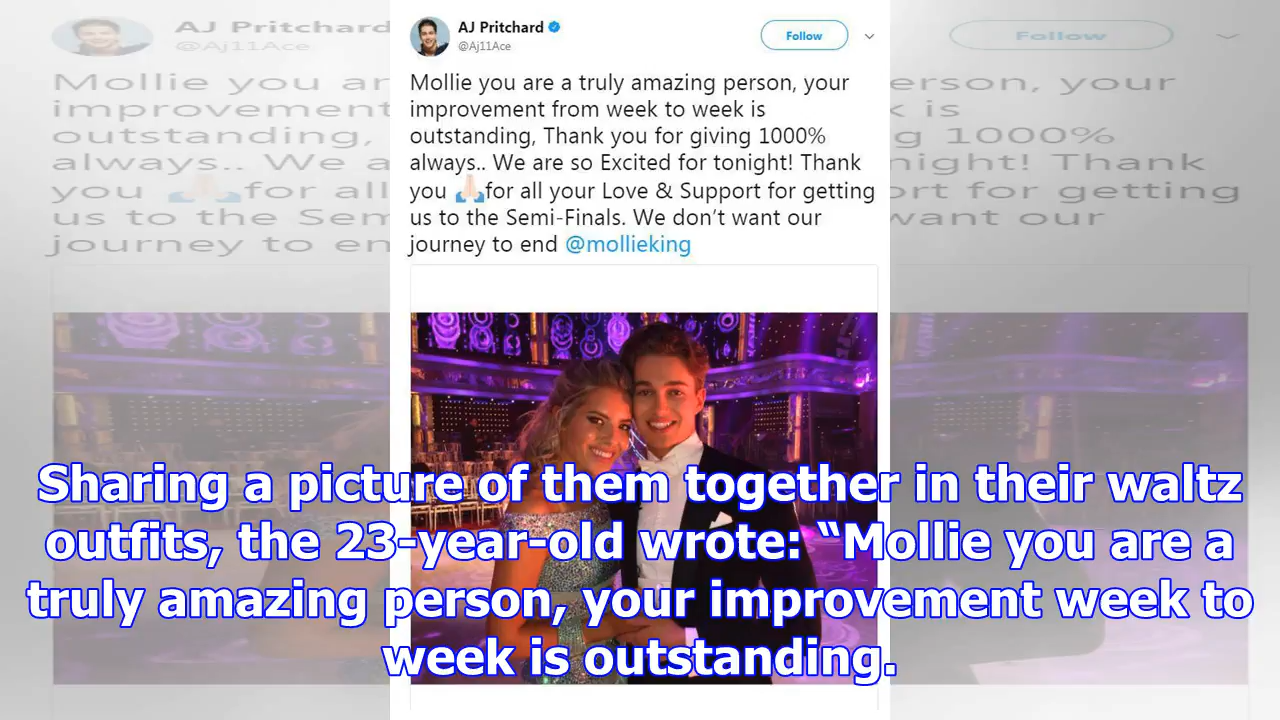 AJ Pritchard
@Aj11Ace
Follow
Mollie you are a truly amazing person, your
improvement from week to week is
outstanding, Thank you for giving 1000%
always.. We are so Excited for tonight! Thank
you 🙏🏻for all your Love & Support for getting
us to the Semi-Finals. We don’t want our
journey to end @mollieking
Sharing a picture of them together in their waltz
outfits, the 23-year-old wrote: “Mollie you are a
truly amazing person, your improvement week to
week is outstanding.